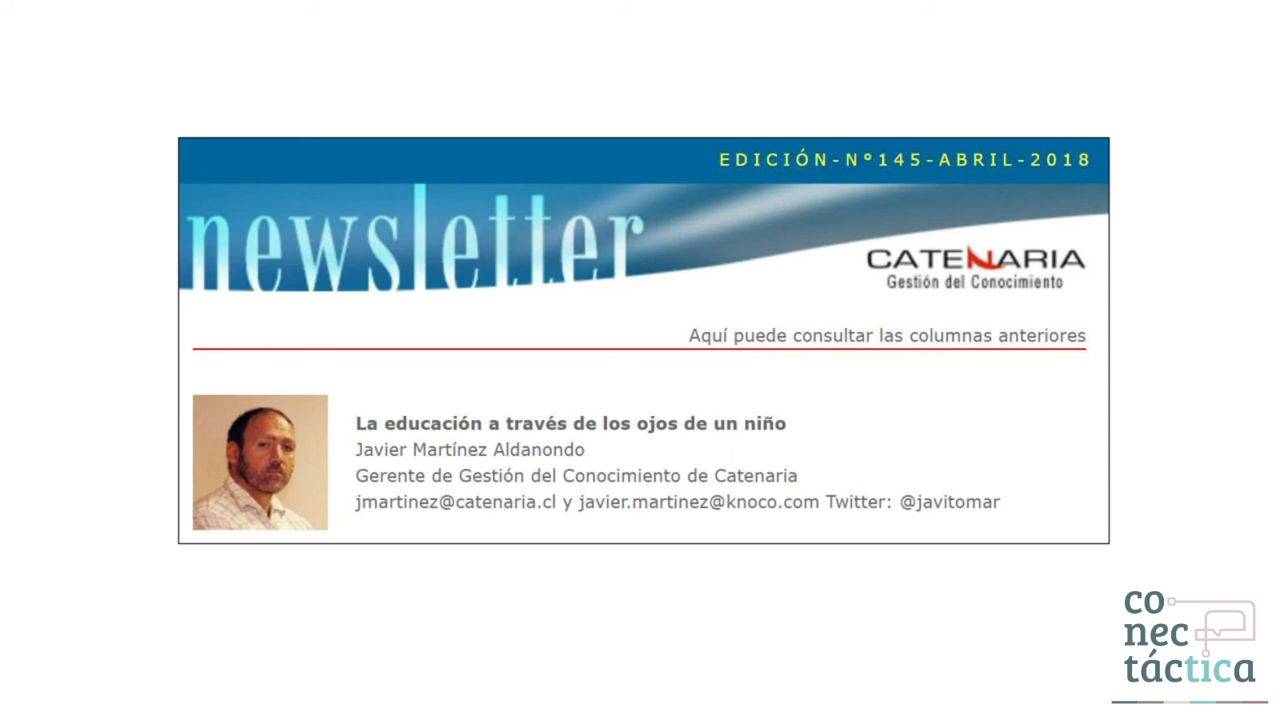 EDICIÓN-Nº145-ABRIL-2018
newsletter
CATENARIA
Gestión del Conocimiento
Aquí puede consultar las columnas anteriores
La educación a través de los ojos de un niño
Javier Martínez Aldanondo
Gerente de Gestión del Conocimiento de Catenaria
jmartinez@catenaria.cl y javier.martinez@knoco.com Twitter: @javitomar
co
nec
táctica